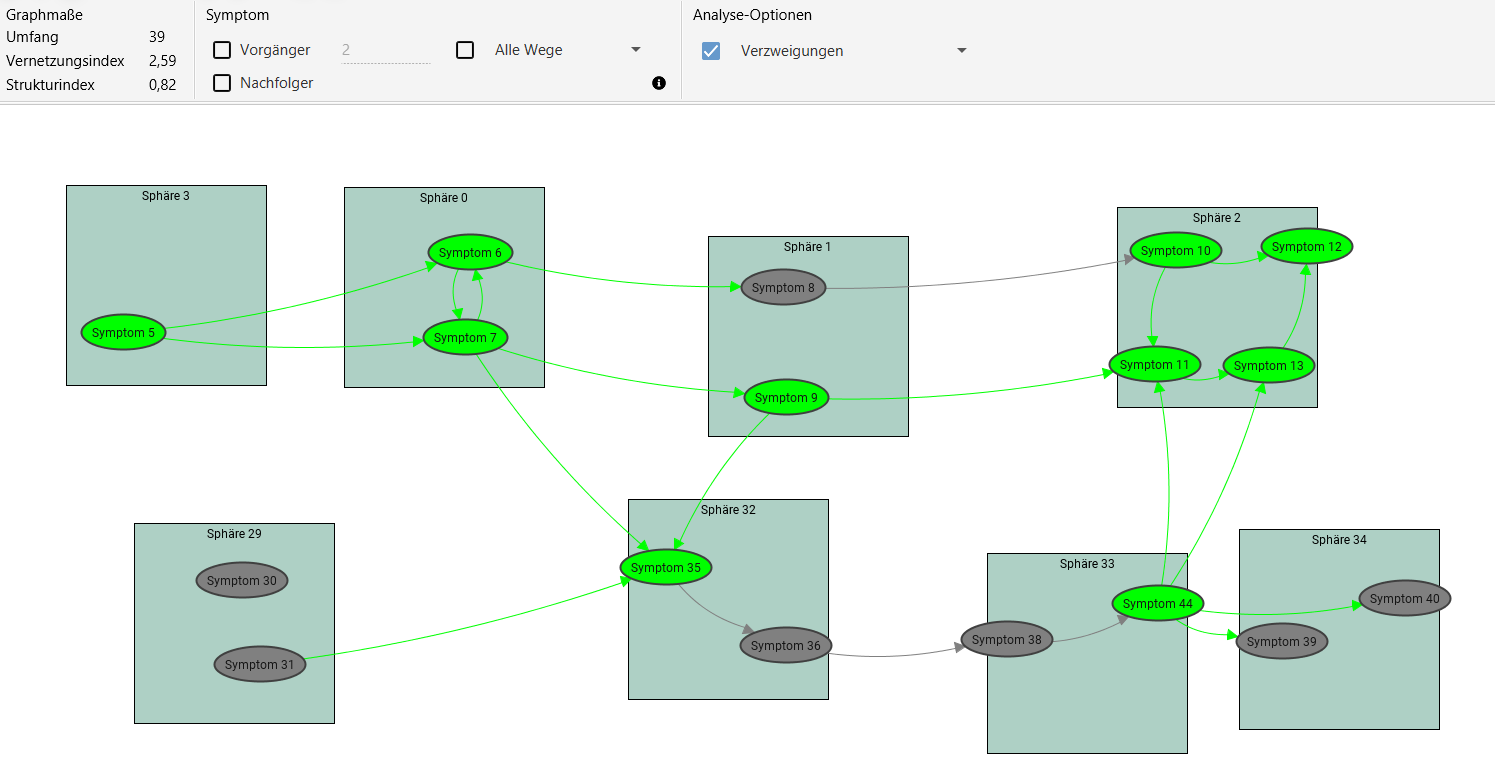 Graphmaße
Umfang 39
Vernetzungsindex 2,59
Strukturindex 0,82
Symptom
Vorgänger 2 Alle Wege
Nachfolger
Analyse-Optionen
Verzweigungen
Sphäre 3
Symptom 5
Sphäre 0
Symptom 6
Symptom 7
Sphäre 1
Symptom 8
Symptom 9
Sphäre 2
Symptom 10
Symptom 12
Symptom 11
Symptom 13
Sphäre 29
Symptom 30
Symptom 31
Sphäre 32
Symptom 35
Symptom 36
Sphäre 33
Symptom 44
Symptom 38
Sphäre 34
Symptom 40
Symptom 39